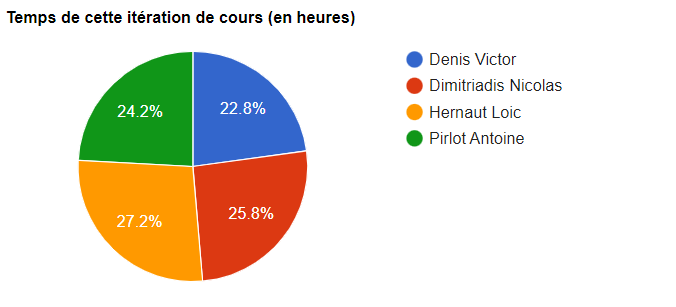 Temps de cette itération de cours (en heures)
Denis Victor
Dimitriadis Nicolas
Hernaut Loic
Pirlot Antoine
24.2%
22.8%
27.2%
25.8%